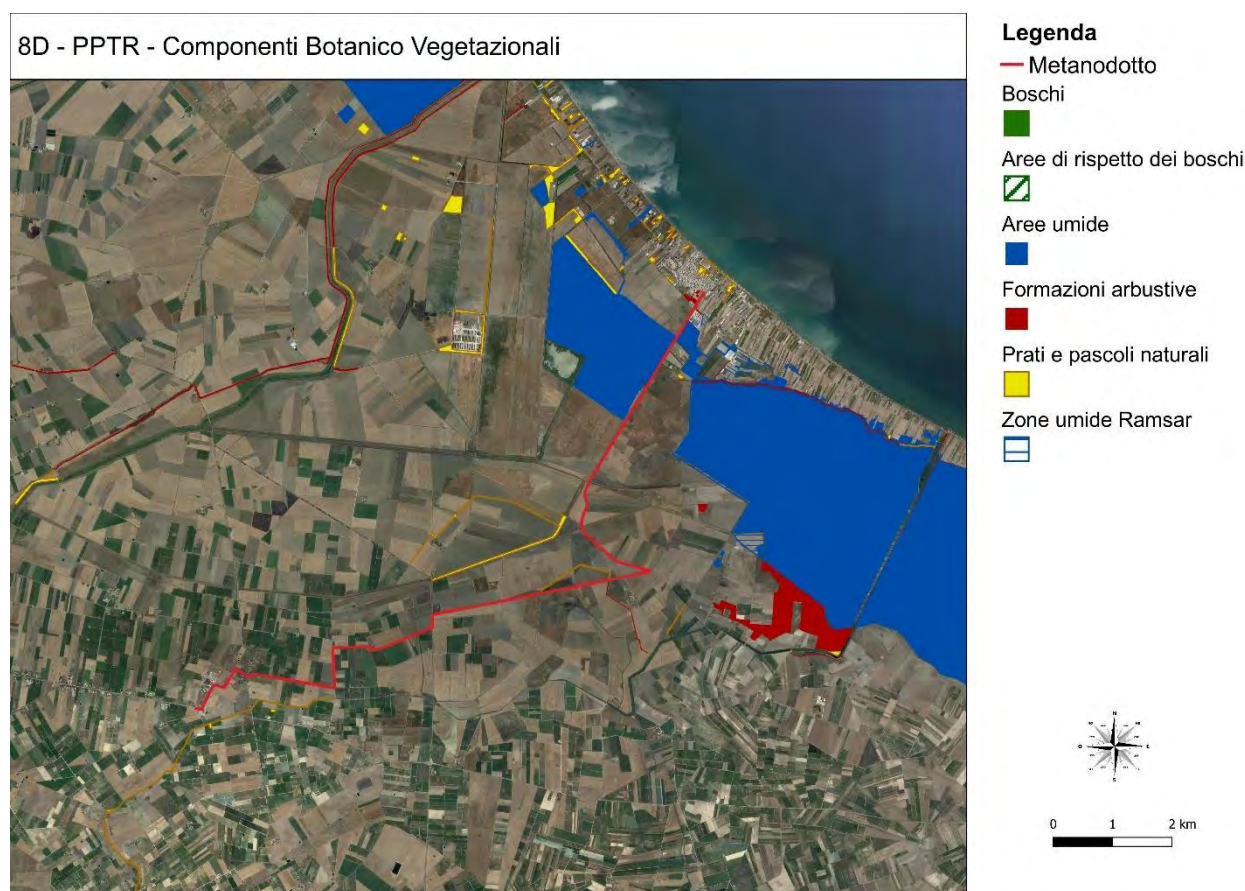 8D - PPTR - Componenti Botanico Vegetazionali
Legenda
Metanodotto
Boschi
Aree di rispetto dei boschi
Aree umide
Formazioni arbustive
Prati e pascoli naturali
Zone umide Ramsar
N
O E
S
0 1 2 km